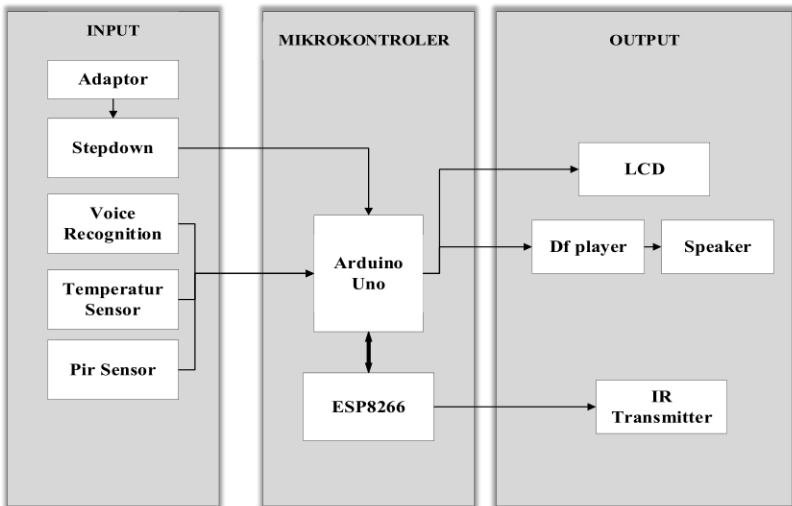 INPUT
Adaptor
Stepdown
Voice
Recognition
Temperatur
Sensor
Pir Sensor
MIKROKONTROLER
Arduino
Uno
ESP8266
OUTPUT
LCD
Df player
Speaker
IR
Transmitter